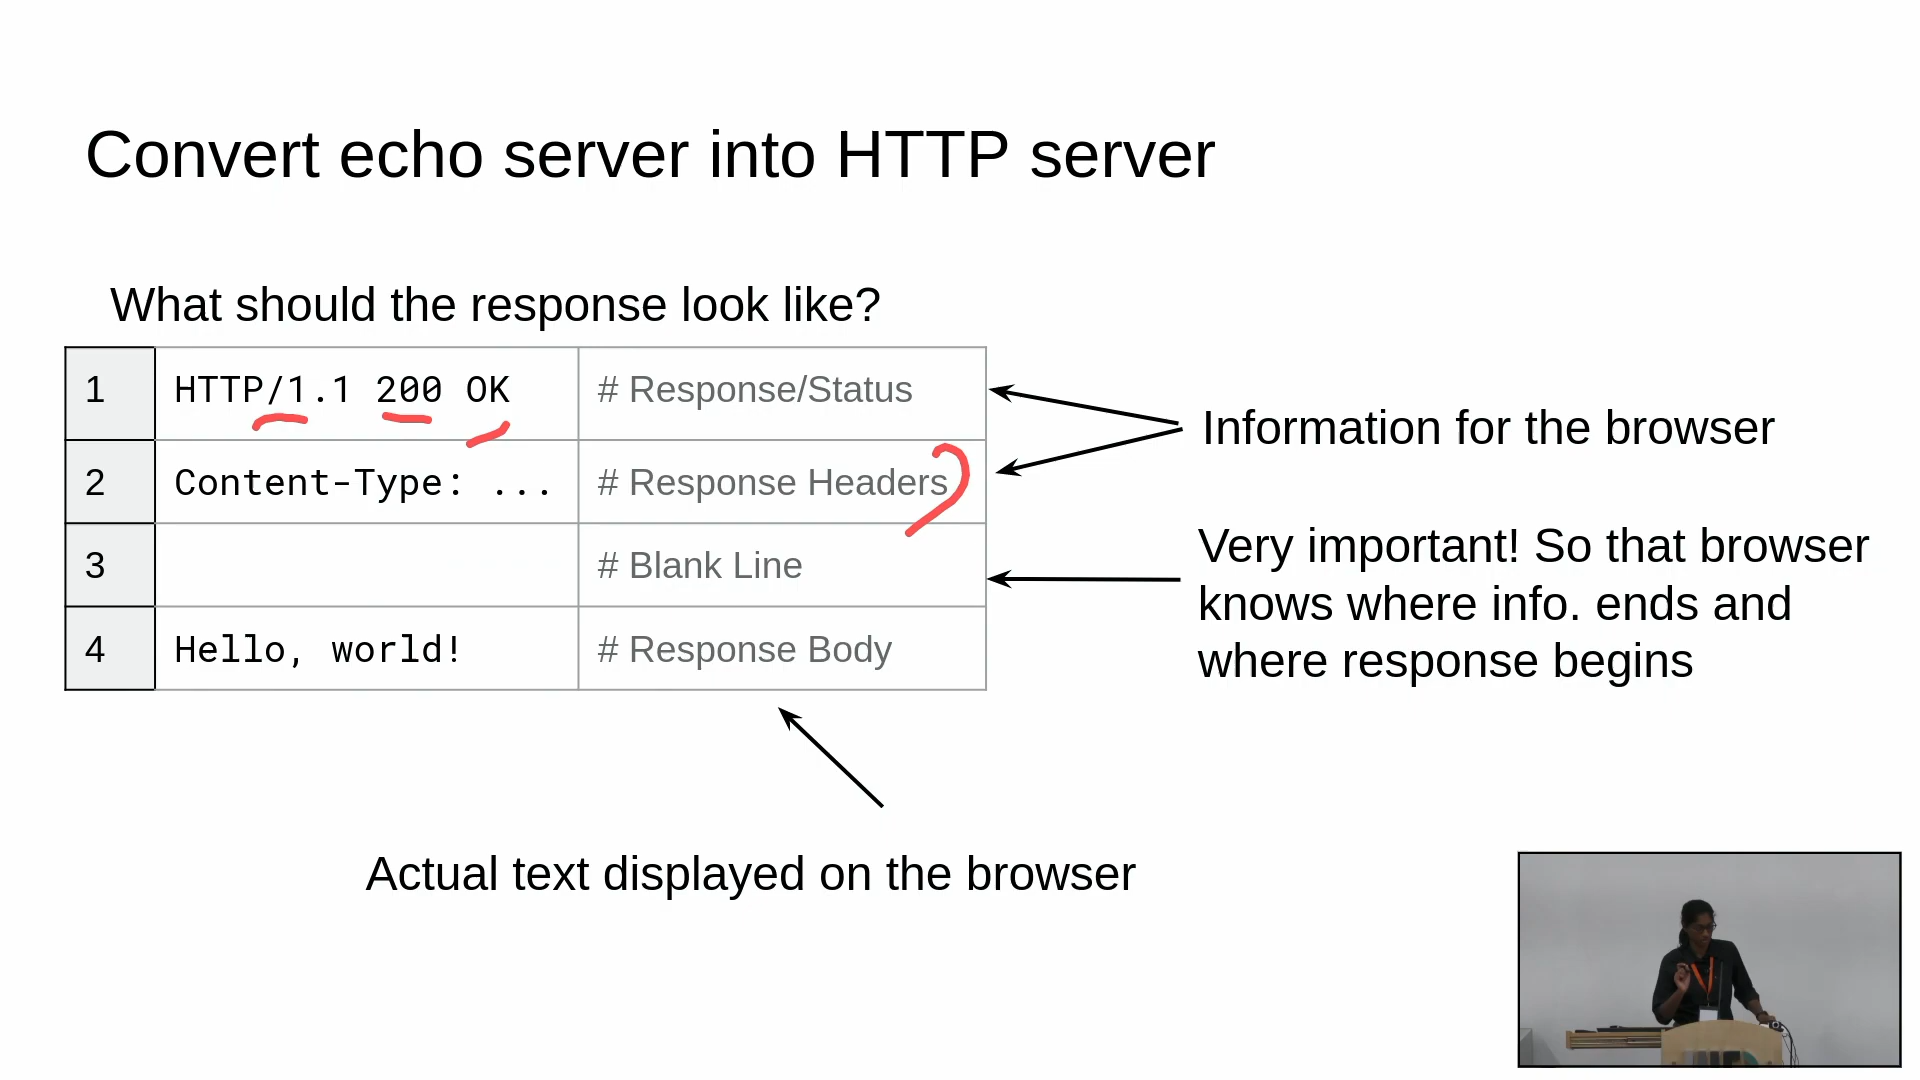 Convert echo server into HTTP server
What should the response look like?
1 HTTP/1.1 200 OK # Response/Status
2 Content-Type: ... # Response Headers
3 # Blank Line
4 Hello, world! # Response Body
Information for the browser
Very important! So that browser
knows where info. ends and
where response begins
Actual text displayed on the browser